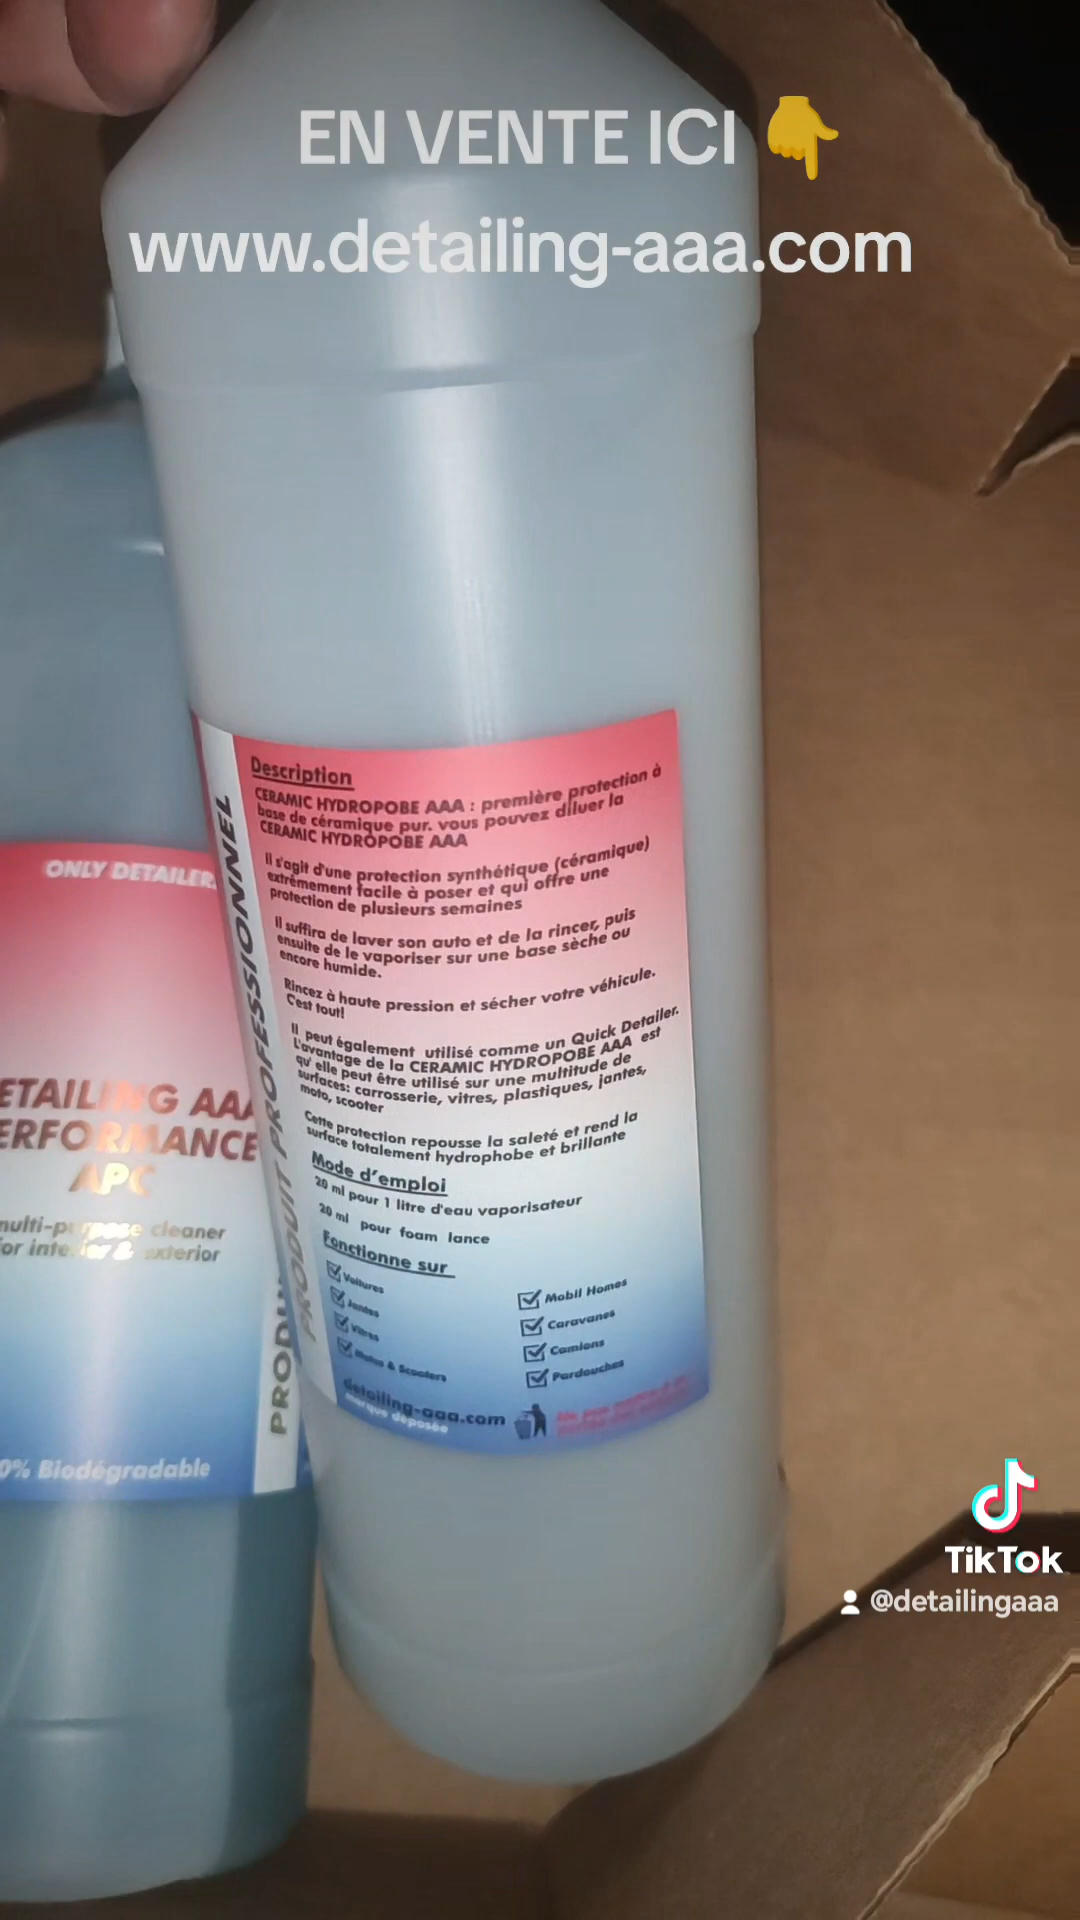 EN VENTE ICI 👇
www.detailing-aaa.com
Description
CERAMIC HYDROPOBE AAA : première protection à
base de céramique pur. vous pouvez diluer la
CERAMIC HYDROPOBE AAA
Il s'agit d'une protection synthétique (céramique)
extrêmement facile à poser et qui offre une
protection de plusieurs semaines
Il suffira de laver son auto et de la rincer, puis
ensuite de le vaporiser sur une base sèche ou
encore humide.
Rincez à haute pression et sécher votre véhicule.
C'est tout!
Il peut également utilisé comme un Quick Detailer.
L'avantage de la CERAMIC HYDROPOBE AAA est
qu' elle peut être utilisé sur une multitude de
surfaces: carrosserie, vitres, plastiques, jantes,
moto, scooter
Cette protection repousse la saleté et rend la
surface totalement hydrophobe et brillante
Mode d'emploi
20 ml pour 1 litre d'eau vaporisateur
20 ml pour foam lance
Fonctionne sur
Voitures
Jantes
Vitres
Motos & Scooters
Mobil Homes
Caravanes
Camions
Pardouches
detailing-aaa.com
marque déposée
PRODUIT PROFESSIONNEL
ONLY DETAILER
ETAILING AAA
ERFORMANCE
APC
multi-purpose cleaner
for interior & exterior
0% Biodégradable
PRODU
TikTok
@detailingaaa